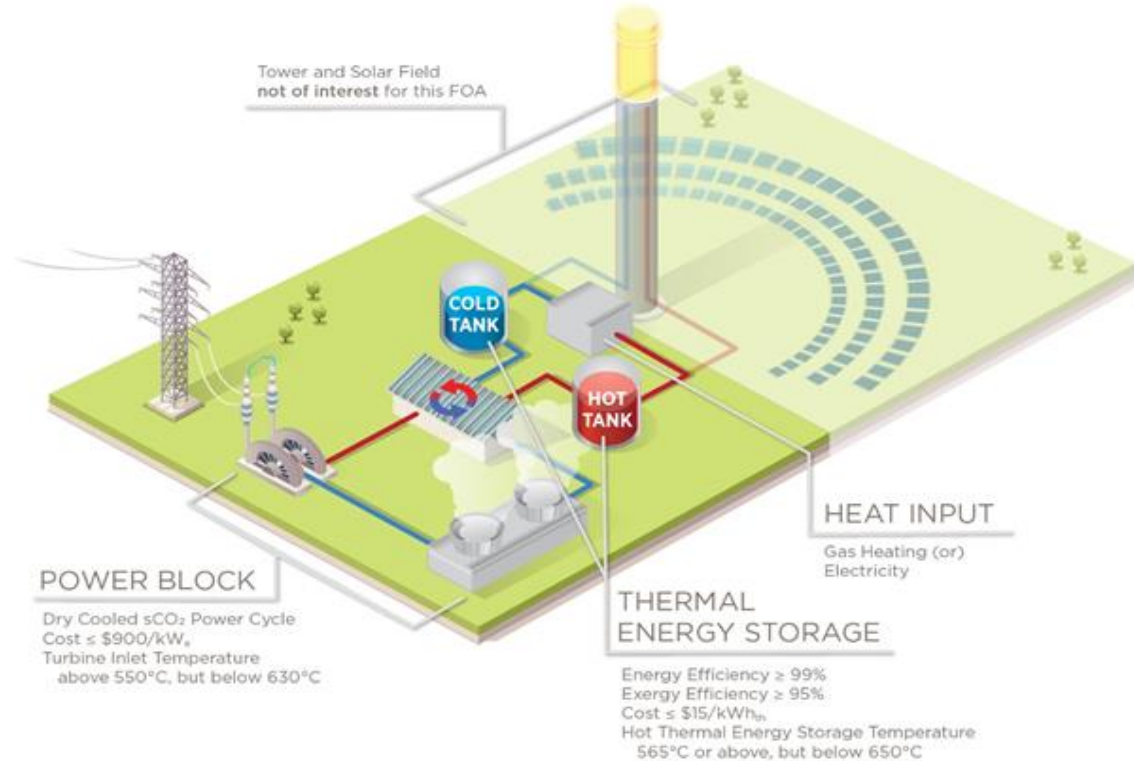 Tower and Solar Field
not of interest for this FOA
COLD
TANK
HOT
TANK
HEAT INPUT
Gas Heating (or)
Electricity
POWER BLOCK
Dry Cooled sCO₂ Power Cycle
Cost ≤ $900/kWₑ
Turbine Inlet Temperature
above 550°C, but below 630°C
THERMAL
ENERGY STORAGE
Energy Efficiency ≥ 99%
Exergy Efficiency ≥ 95%
Cost ≤ $15/kWhₜₕ
Hot Thermal Energy Storage Temperature
565°C or above, but below 650°C